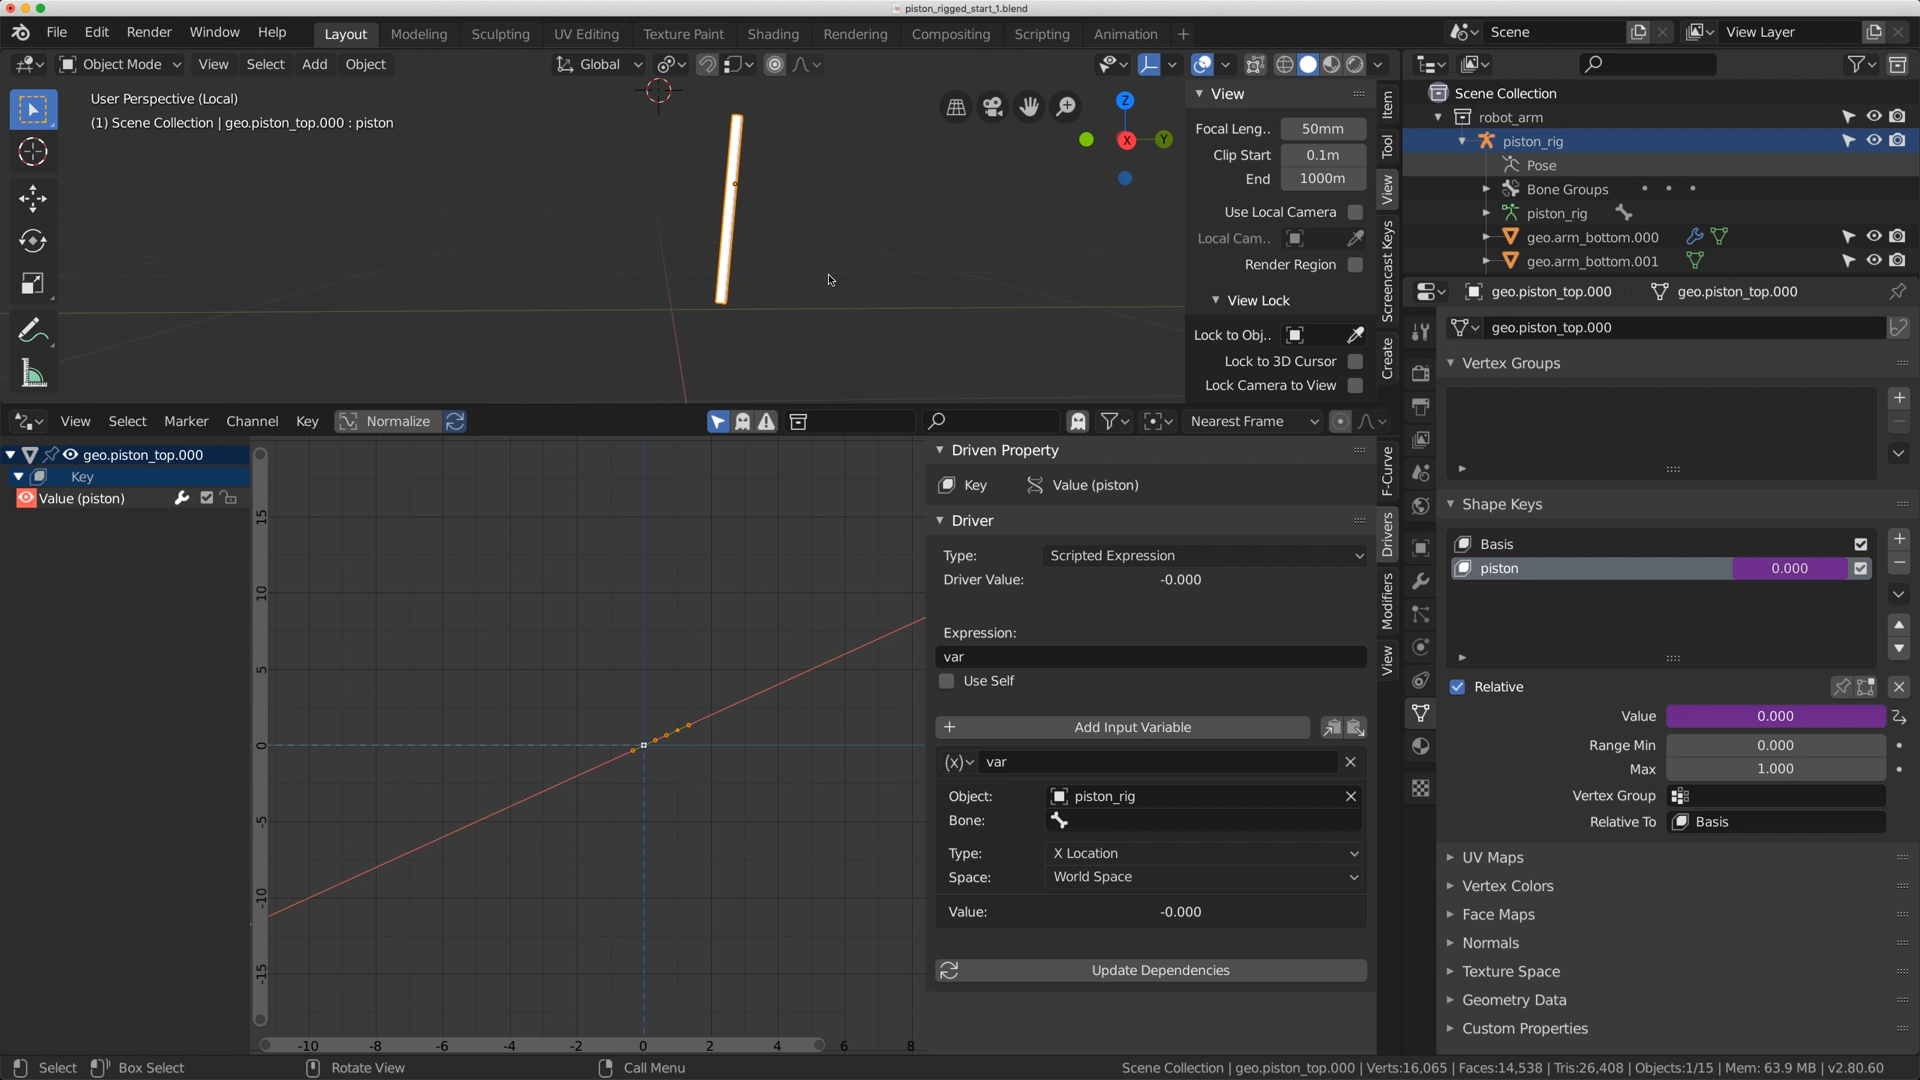 piston_rigged_start_1.blend
File Edit Render Window Help Layout Modeling Sculpting UV Editing Texture Paint Shading Rendering Compositing Scripting Animation Scene View Layer
Object Mode View Select Add Object Global
User Perspective (Local)
(1) Scene Collection | geo.piston_top.000 : piston
Z
X
Y
View
Focal Leng.. 50mm
Clip Start 0.1m
End 1000m
Use Local Camera
Local Cam..
Render Region
View Lock
Lock to Obj..
Lock to 3D Cursor
Lock Camera to View
Item
Tool
View
Screencast Keys
Create
Scene Collection
robot_arm
piston_rig
Pose
Bone Groups
piston_rig
geo.arm_bottom.000
geo.arm_bottom.001
geo.piston_top.000 geo.piston_top.000
geo.piston_top.000
Vertex Groups
Shape Keys
Basis
piston 0.000
Relative
Value 0.000
Range Min 0.000
Max 1.000
Vertex Group
Relative To Basis
UV Maps
Vertex Colors
Face Maps
Normals
Texture Space
Geometry Data
Custom Properties
View Select Marker Channel Key Normalize Nearest Frame
geo.piston_top.000
Key
Value (piston)
15
10
5
0
-5
-10
-15
-10 -8 -6 -4 -2 0 2 4 6 8
Driven Property
Key Value (piston)
Driver
Type: Scripted Expression
Driver Value: -0.000
Expression:
var
Use Self
Add Input Variable
(x) var
Object: piston_rig
Bone:
Type: X Location
Space: World Space
Value: -0.000
Update Dependencies
F-Curve
Drivers
Modifiers
View
Select Box Select Rotate View Call Menu Scene Collection | geo.piston_top.000 | Verts:16,065 | Faces:14,538 | Tris:26,408 | Objects:1/15 | Mem: 63.9 MB | v2.80.60